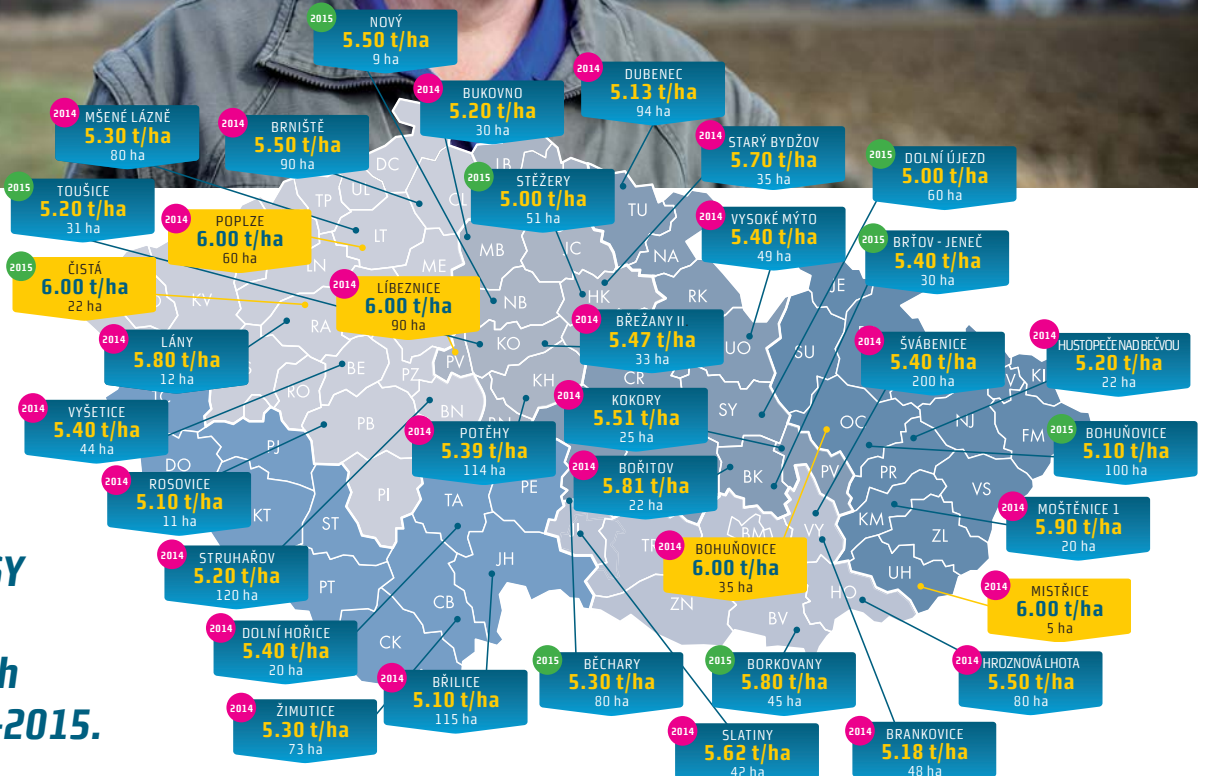 2015
NOVÝ
5.50 t/ha
9 ha
2014
BUKOVNO
5.20 t/ha
30 ha
2014
DUBENEC
5.13 t/ha
94 ha
2014
MŠENÉ LÁZNĚ
5.30 t/ha
80 ha
2014
BRNIŠTĚ
5.50 t/ha
90 ha
2014
STARÝ BYDŽOV
5.70 t/ha
35 ha
2015
DOLNÍ ÚJEZD
5.00 t/ha
60 ha
2015
TOUŠICE
5.20 t/ha
31 ha
2014
POPLZE
6.00 t/ha
60 ha
2015
STĚŽERY
5.00 t/ha
51 ha
2014
VYSOKÉ MÝTO
5.40 t/ha
49 ha
2015
BRŤOV - JENEČ
5.40 t/ha
30 ha
2015
ČISTÁ
6.00 t/ha
22 ha
2014
LÍBEZNICE
6.00 t/ha
90 ha
2014
LÁNY
5.80 t/ha
12 ha
2014
BŘEŽANY II.
5.47 t/ha
33 ha
2014
ŠVÁBENICE
5.40 t/ha
200 ha
2014
HUSTOPEČE NAD BEČVOU
5.20 t/ha
22 ha
2014
VYŠETICE
5.40 t/ha
44 ha
2014
POTĚHY
5.39 t/ha
114 ha
2014
KOKORY
5.51 t/ha
25 ha
2015
BOHUŇOVICE
5.10 t/ha
100 ha
2014
ROSOVICE
5.10 t/ha
11 ha
2014
BOŘITOV
5.81 t/ha
22 ha
2014
MOŠTĚNICE 1
5.90 t/ha
20 ha
2014
STRUHAŘOV
5.20 t/ha
120 ha
2014
BOHUŇOVICE
6.00 t/ha
35 ha
2014
MISTŘICE
6.00 t/ha
5 ha
2014
DOLNÍ HOŘICE
5.40 t/ha
20 ha
2014
BŘILICE
5.10 t/ha
115 ha
2015
BĚCHARY
5.30 t/ha
80 ha
2015
BORKOVANY
5.80 t/ha
45 ha
2014
HROZNOVÁ LHOTA
5.50 t/ha
80 ha
2014
ŽIMUTICE
5.30 t/ha
73 ha
2014
SLATINY
5.62 t/ha
42 ha
2014
BRANKOVICE
5.18 t/ha
48 ha
DC
LB
UL
TP
CL
LT
TU
LN
ME
MB
JC
NA
KV
NB
HK
RK
JE
RA
KO
UO
SU
BE
PZ
PV
KH
CR
KI
RO
SY
OC
NJ
FM
PB
BN
PJ
PI
PE
BK
PV
PR
VS
DO
KT
ST
TA
KM
VY
ZL
BM
TR
PT
JH
UH
CB
ZN
HO
BV
CK
GY
h
-2015.